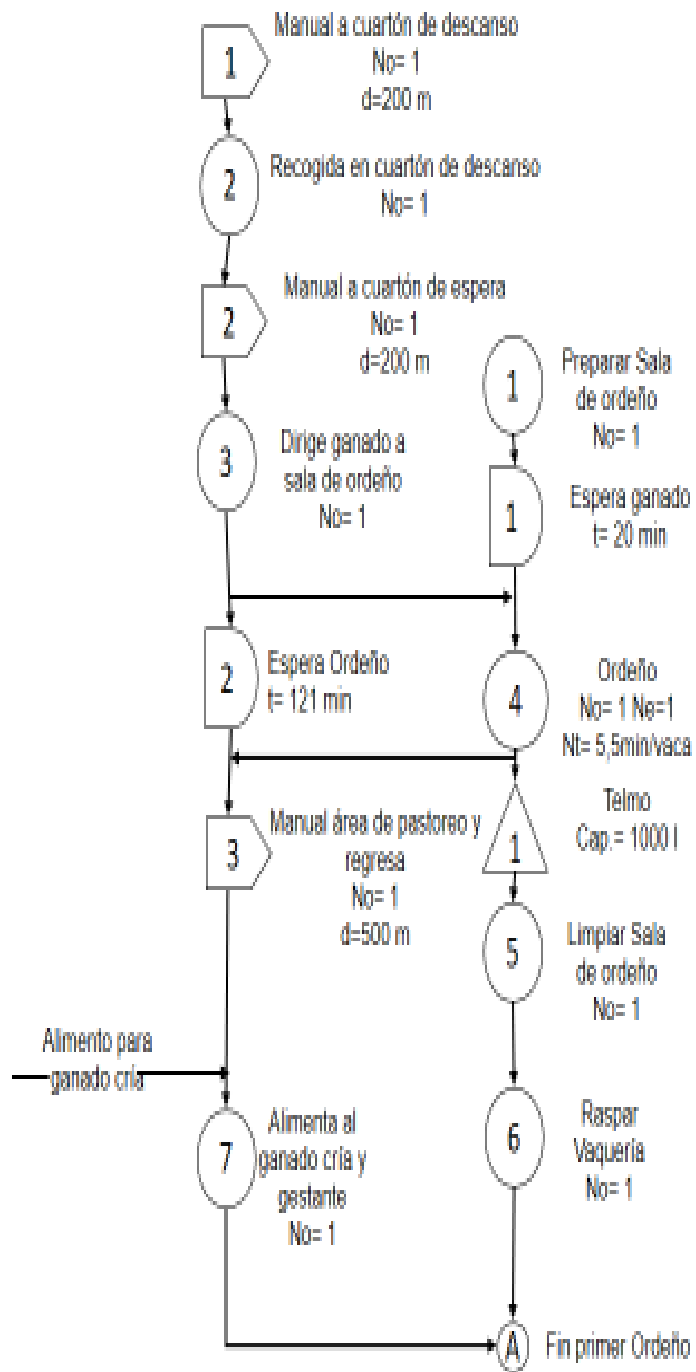 1
Manual a cuartón de descanso
No= 1
d=200 m
2
Recogida en cuartón de descanso
No= 1
2
Manual a cuartón de espera
No= 1
d=200 m
1
Preparar Sala
de ordeño
No= 1
3
Dirige ganado a
sala de ordeño
No= 1
1
Espera ganado
t= 20 min
2
Espera Ordeño
t= 121 min
4
Ordeño
No= 1 Ne=1
Nt= 5,5min/vaca
3
Manual área de pastoreo y
regresa
No= 1
d=500 m
1
Telmo
Cap.= 1000 l
5
Limpiar Sala
de ordeño
No= 1
Alimento para
ganado cría
7
Alimenta al
ganado cría y
gestante
No= 1
6
Raspar
Vaquería
No= 1
A
Fin primer Ordeño